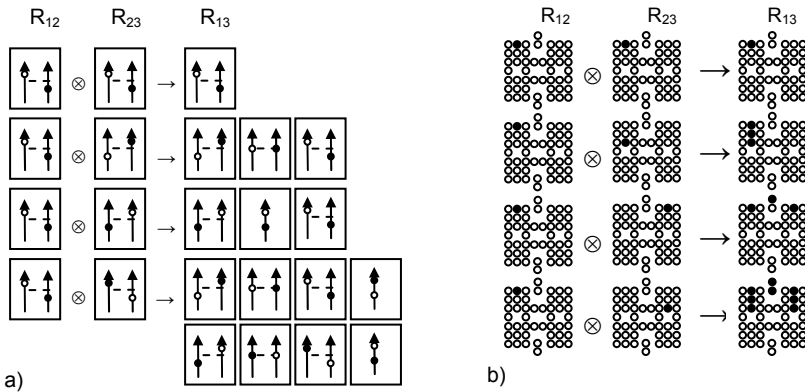 R₁₂ R₂₃ R₁₃
⊗ →
⊗ →
⊗ →
⊗ →
a)
R₁₂ R₂₃ R₁₃
⊗ →
⊗ →
⊗ →
⊗ →
b)